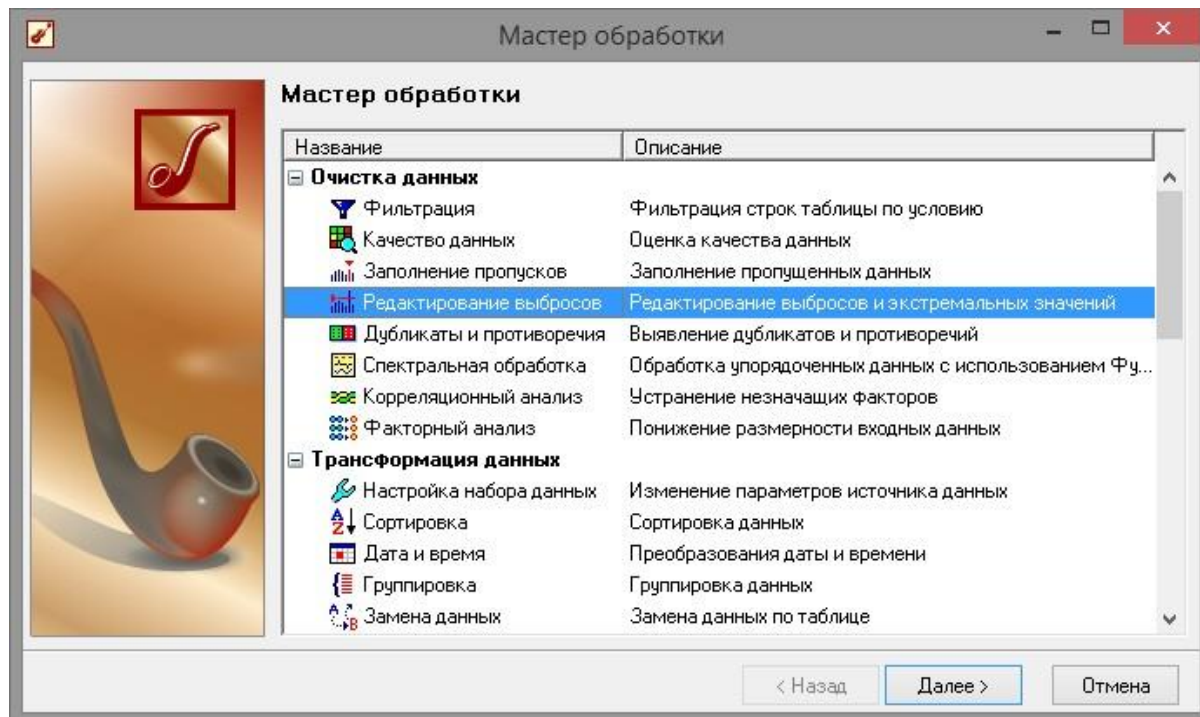 Мастер обработки
Мастер обработки
Название Описание
Очистка данных
Фильтрация Фильтрация строк таблицы по условию
Качество данных Оценка качества данных
Заполнение пропусков Заполнение пропущенных данных
Редактирование выбросов Редактирование выбросов и экстремальных значений
Дубликаты и противоречия Выявление дубликатов и противоречий
Спектральная обработка Обработка упорядоченных данных с использованием Фу...
Корреляционный анализ Устранение незначащих факторов
Факторный анализ Понижение размерности входных данных
Трансформация данных
Настройка набора данных Изменение параметров источника данных
Сортировка Сортировка данных
Дата и время Преобразования даты и времени
Группировка Группировка данных
Замена данных Замена данных по таблице
< Назад Далее > Отмена